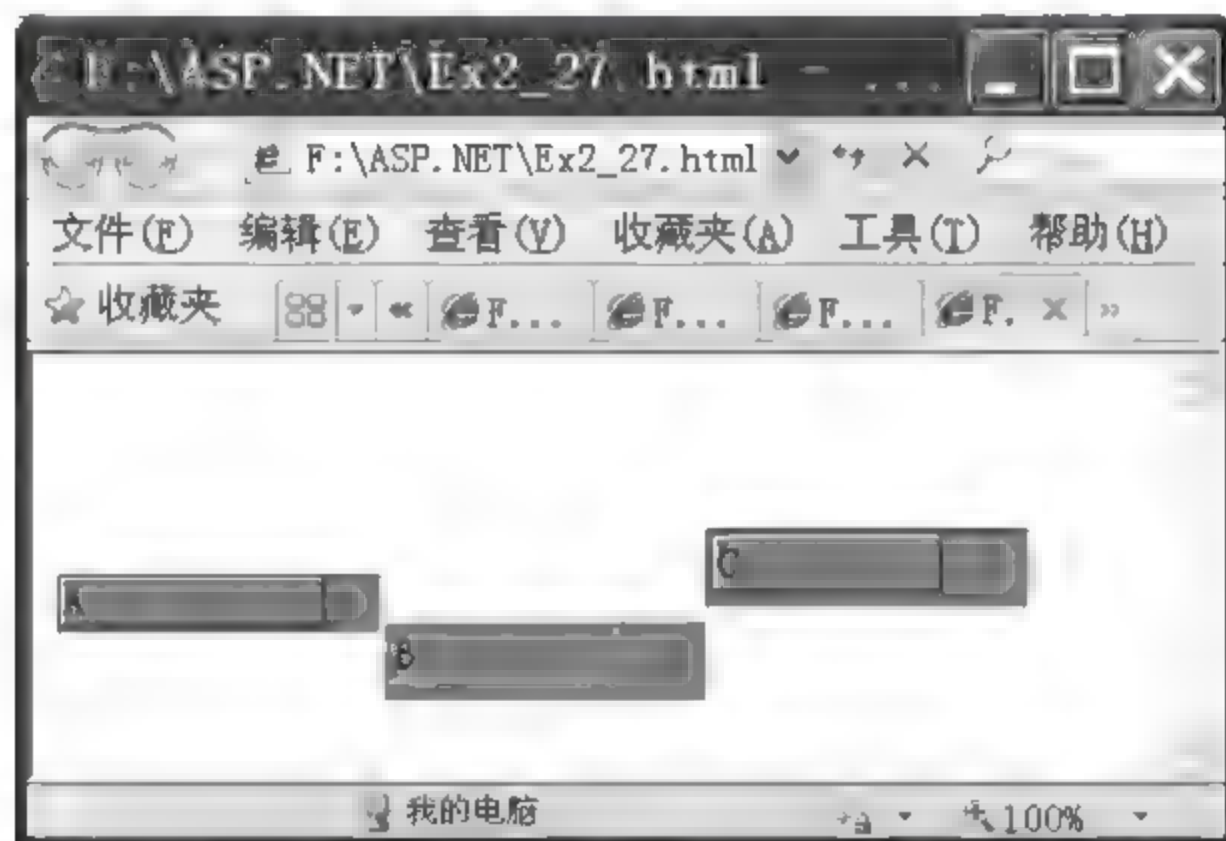 F:\ASP.NET\Ex2_27.html - ...
F:\ASP.NET\Ex2_27.html
文件(F) 编辑(E) 查看(V) 收藏夹(A) 工具(T) 帮助(H)
收藏夹 F... F... F... F.
A
B
C
我的电脑 100%